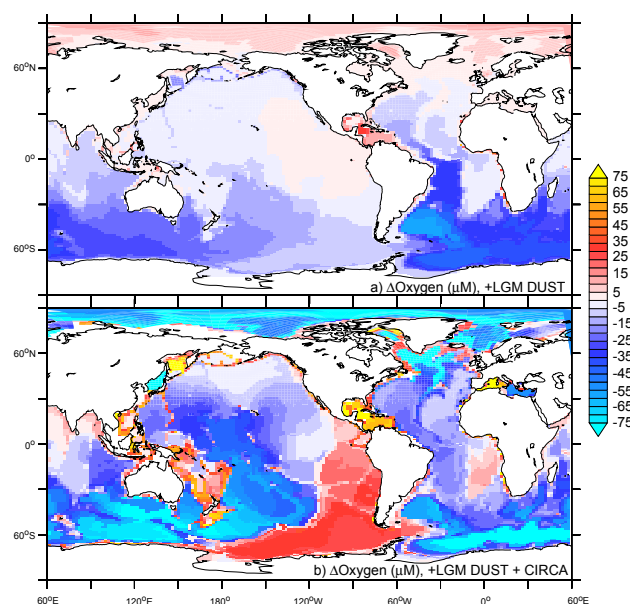 60°N
0°
60°S
a) ΔOxygen (μM), +LGM DUST
75
65
55
45
35
25
15
5
-5
-15
-25
-35
-45
-55
-65
-75
60°N
0°
60°S
b) ΔOxygen (μM), +LGM DUST + CIRCA
60°E 120°E 180° 120°W 60°W 0° 60°E